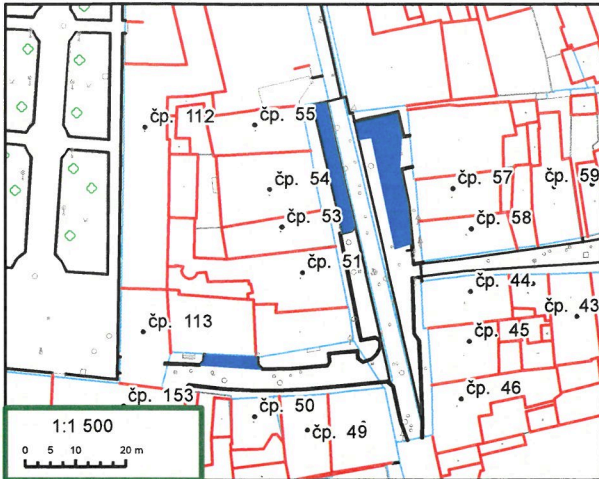 čp. 112
čp. 55
čp. 54
čp. 57
čp. 59
čp. 53
čp. 58
čp. 51
čp. 44
čp. 43
čp. 113
čp. 45
čp. 46
čp. 153
čp. 50
čp. 49
1:1 500
0 5 10 20 m